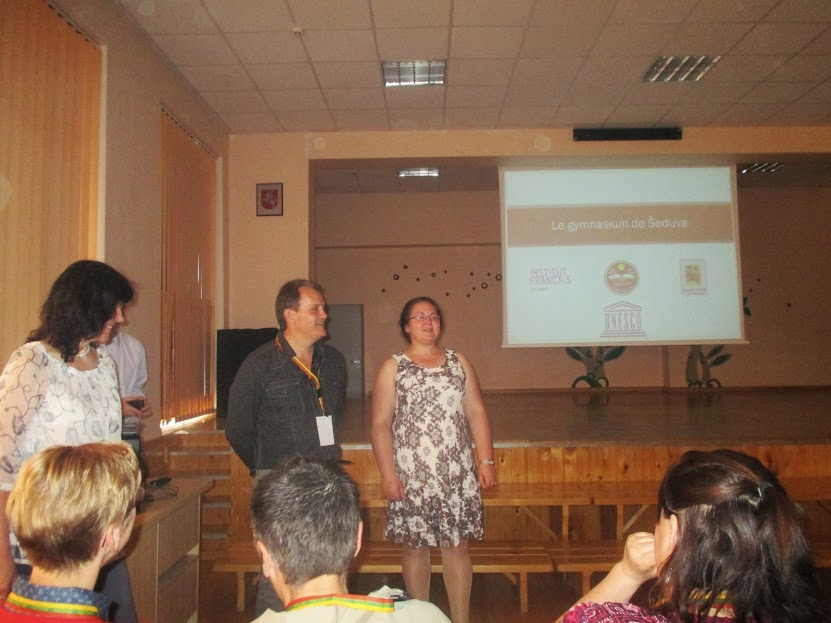 Le gymnasium de Šeduva
INSTITUT
FRANÇAIS
UNESCO